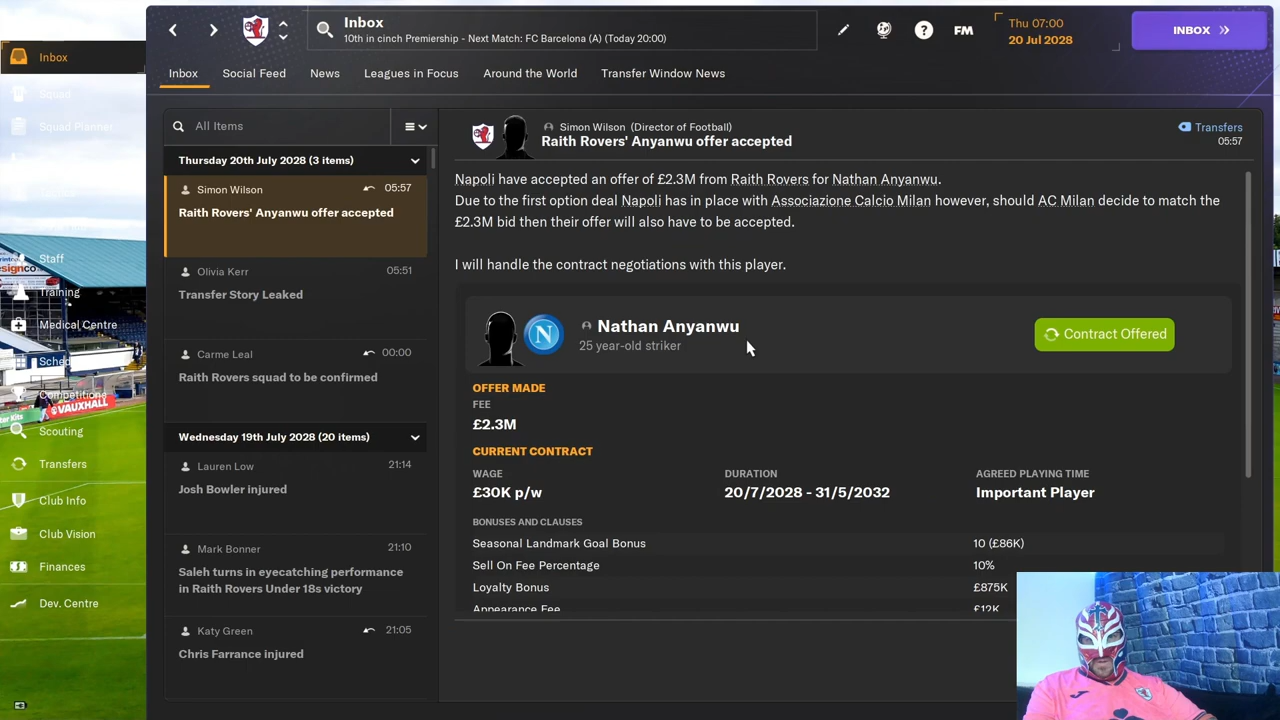 Inbox
10th in cinch Premiership - Next Match: FC Barcelona (A) (Today 20:00)
FM
Thu 07:00
20 Jul 2028
INBOX
Inbox
Squad
Squad Planner
Staff
Training
Medical Centre
Sched
Competitions
VAUXHALL
Scouting
Transfers
Club Info
Club Vision
Finances
Dev. Centre
Inbox
Social Feed
News
Leagues in Focus
Around the World
Transfer Window News
All Items
Thursday 20th July 2028 (3 items)
Simon Wilson
05:57
Raith Rovers' Anyanwu offer accepted
Olivia Kerr
05:51
Transfer Story Leaked
Carme Leal
00:00
Raith Rovers squad to be confirmed
Wednesday 19th July 2028 (20 items)
Lauren Low
21:14
Josh Bowler injured
Mark Bonner
21:10
Saleh turns in eyecatching performance
in Raith Rovers Under 18s victory
Katy Green
21:05
Chris Farrance injured
Simon Wilson (Director of Football)
Raith Rovers' Anyanwu offer accepted
Transfers
05:57
Napoli have accepted an offer of £2.3M from Raith Rovers for Nathan Anyanwu.
Due to the first option deal Napoli has in place with Associazione Calcio Milan however, should AC Milan decide to match the
£2.3M bid then their offer will also have to be accepted.
I will handle the contract negotiations with this player.
N
Nathan Anyanwu
25 year-old striker
Contract Offered
OFFER MADE
FEE
£2.3M
CURRENT CONTRACT
WAGE
£30K p/w
DURATION
20/7/2028 - 31/5/2032
AGREED PLAYING TIME
Important Player
BONUSES AND CLAUSES
Seasonal Landmark Goal Bonus
10 (£86K)
Sell On Fee Percentage
10%
Loyalty Bonus
£875K
Appearance Fee
£12K